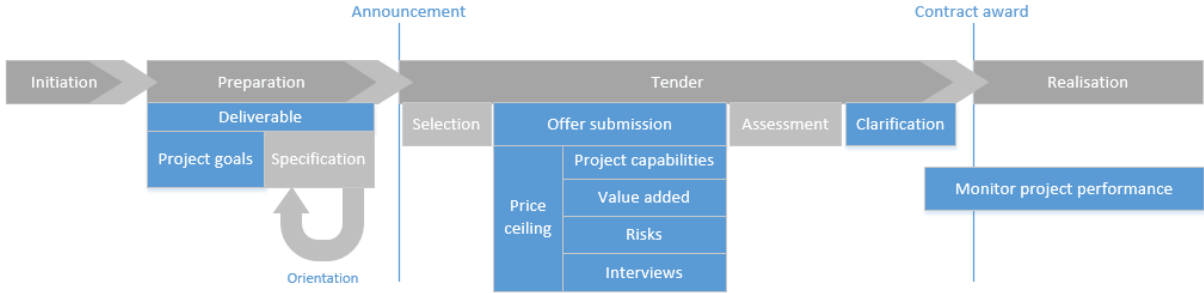 Announcement
Contract award
Initiation
Preparation
Tender
Realisation
Deliverable
Selection
Offer submission
Assessment
Clarification
Project goals
Specification
Project capabilities
Monitor project performance
Value added
Price
ceiling
Risks
Interviews
Orientation